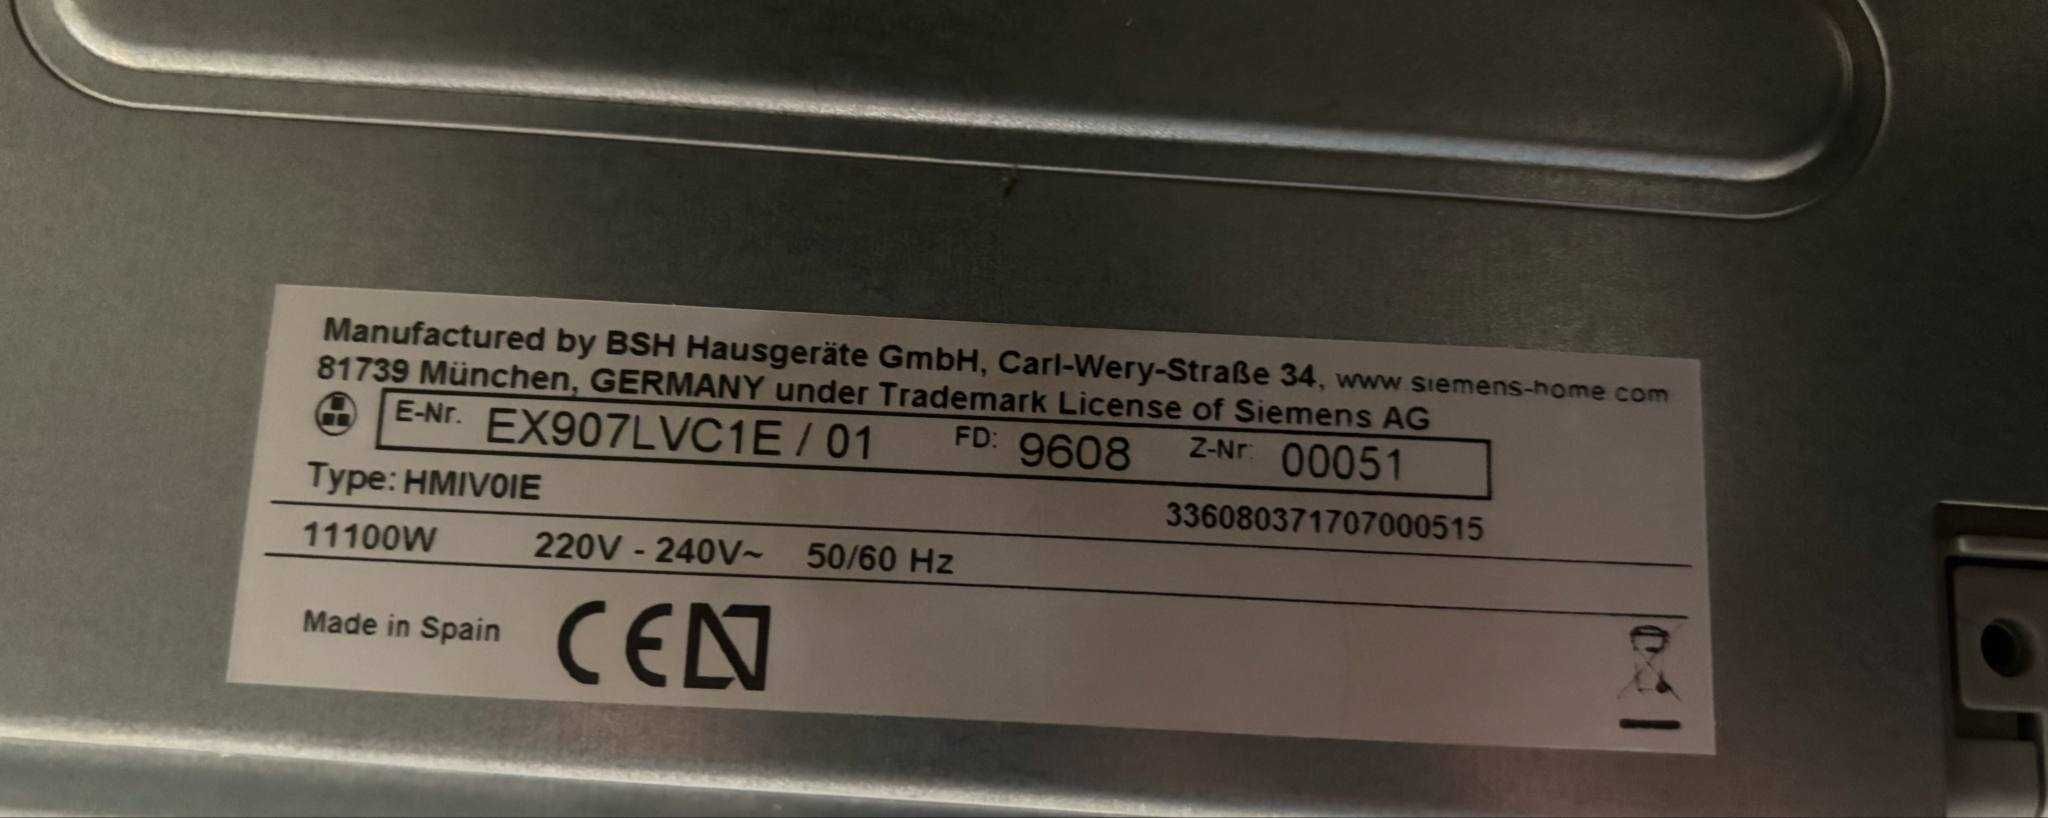 Manufactured by BSH Hausgeräte GmbH, Carl-Wery-Straße 34, www.siemens-home.com
81739 München, GERMANY under Trademark License of Siemens AG
E-Nr. EX907LVC1E / 01 FD: 9608 Z-Nr. 00051
Type: HMIV0IE 336080371707000515
11100W 220V - 240V~ 50/60 Hz
Made in Spain CE